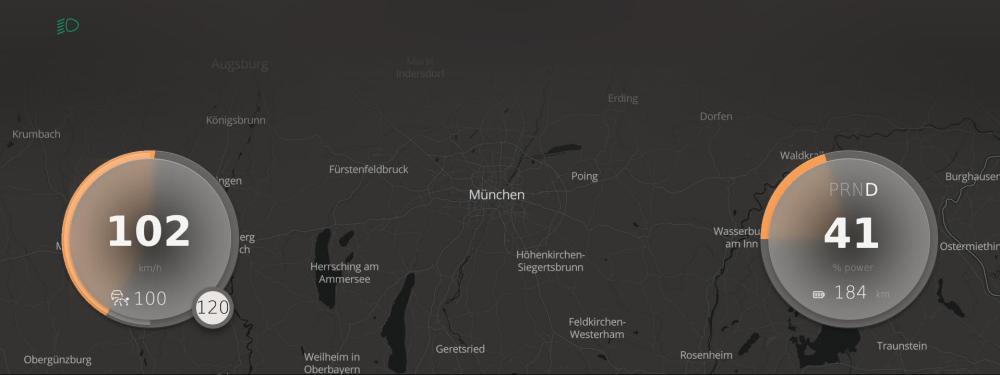 Augsburg
Markt
Indersdorf
Erding
Dorfen
Königsbrunn
Krumbach
Waldkrai
Fürstenfeldbruck
Poing
Burghausen
ingen
München
PRND
102
41
Wasserbu
am Inn
erg
ch
M
Ostermiethin
Höhenkirchen-
Siegertsbrunn
km/h
% power
Herrsching am
Ammersee
100
184 km
120
Feldkirchen-
Westerham
Geretsried
Traunstein
Rosenheim
Obergünzburg
Weilheim in
Oberbayern